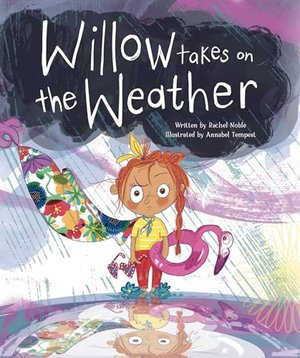 Willow takes on
the Weather
Written by Rachel Noble
Illustrated by Annabel Tempest